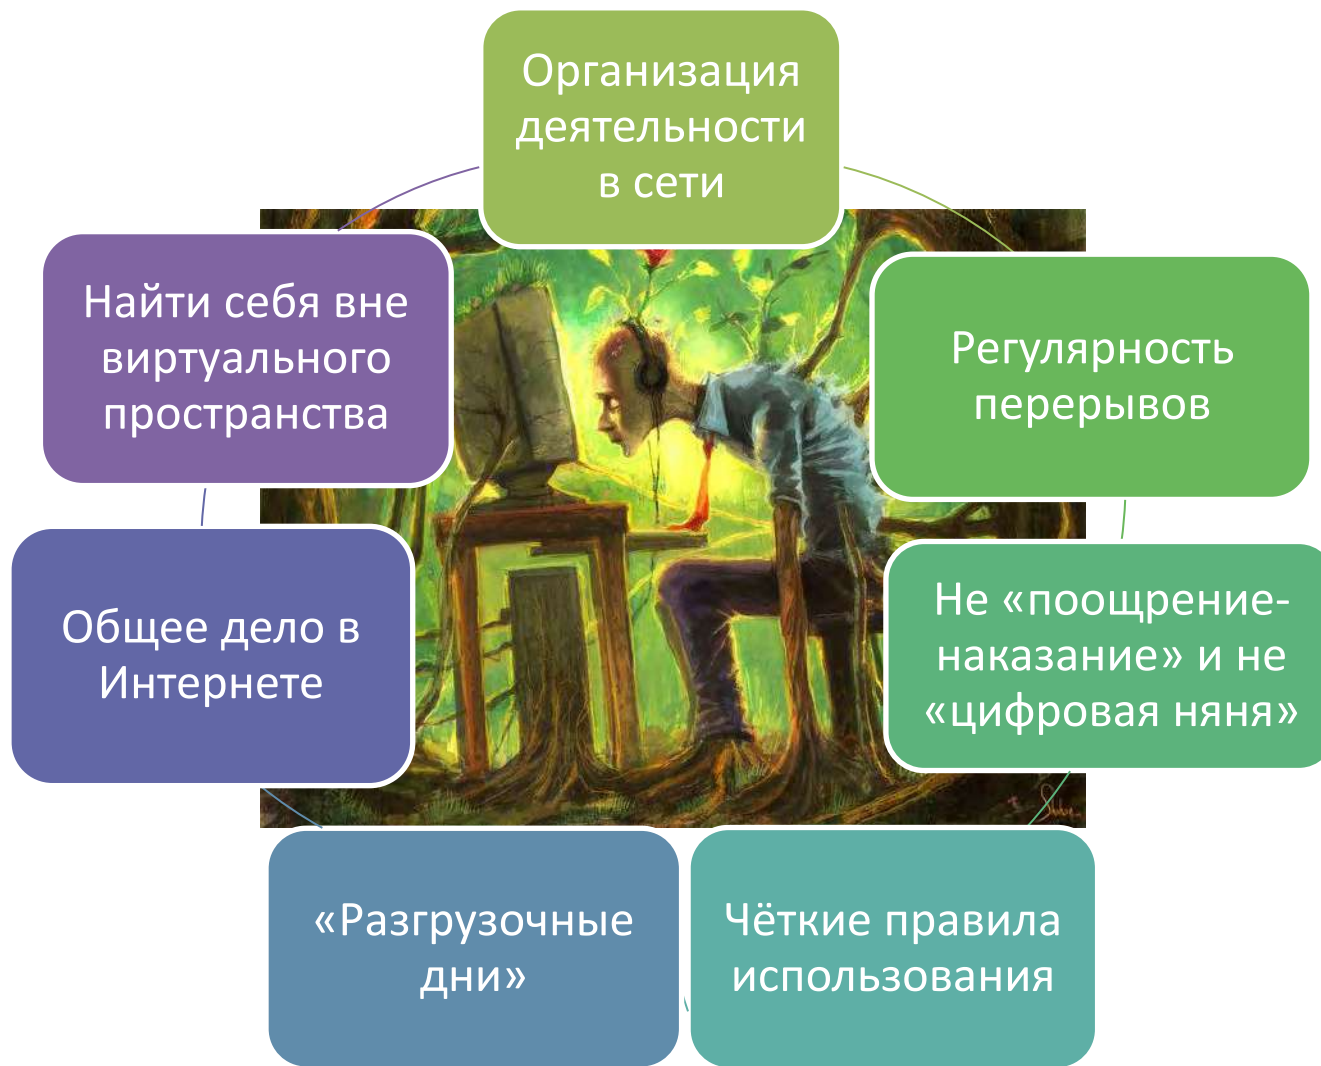 Организация
деятельности
в сети
Регулярность
перерывов
Не «поощрение-
наказание» и не
«цифровая няня»
Чёткие правила
использования
«Разгрузочные
дни»
Общее дело в
Интернете
Найти себя вне
виртуального
пространства